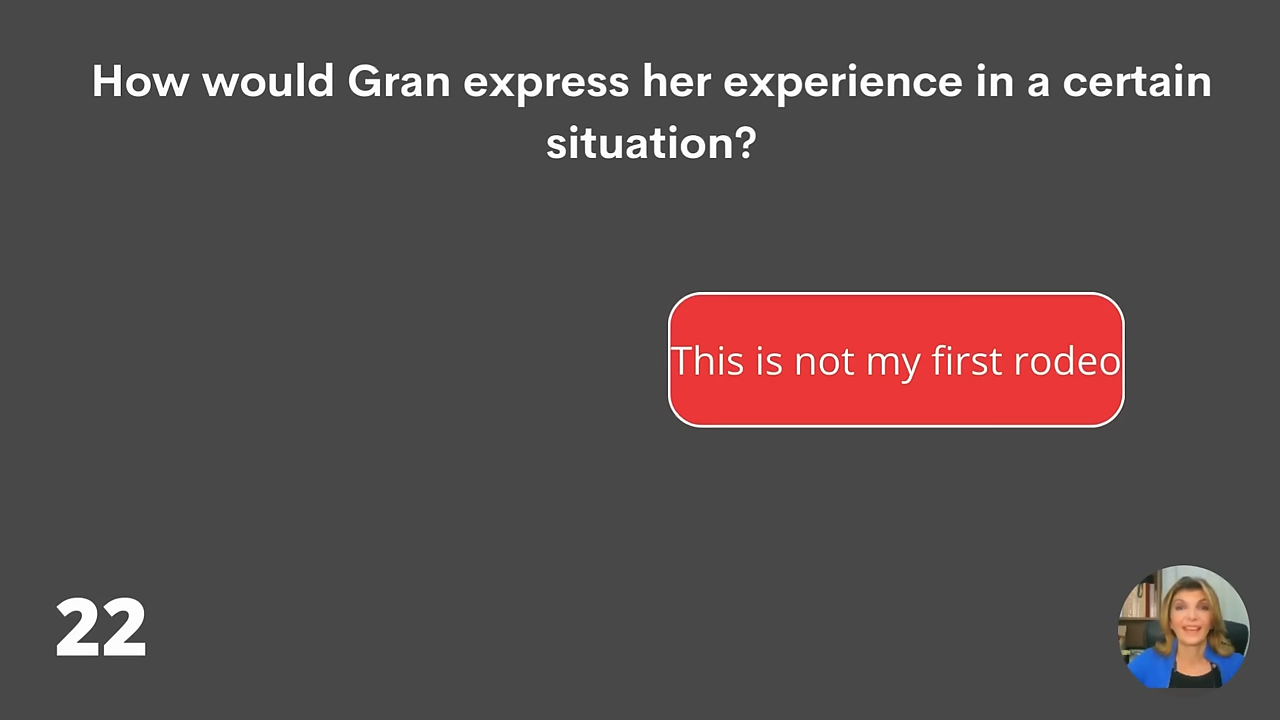 How would Gran express her experience in a certain
situation?
This is not my first rodeo
22